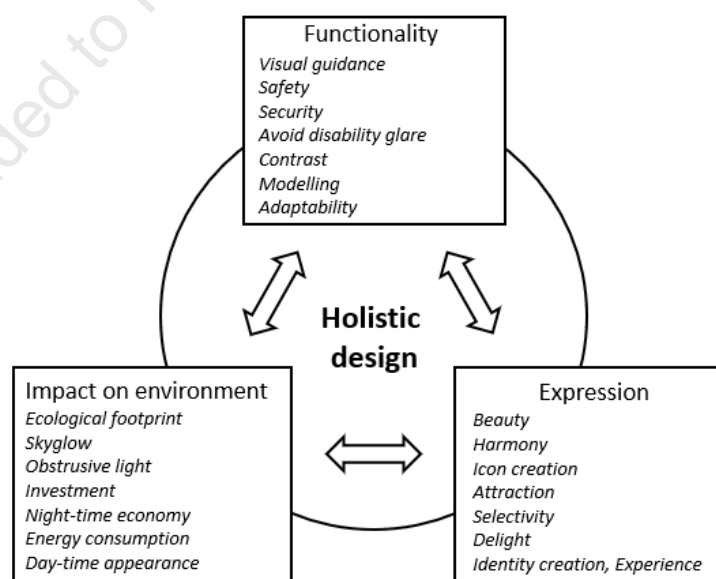 ded to
Functionality
Visual guidance
Safety
Security
Avoid disability glare
Contrast
Modelling
Adaptability
Holistic
design
Impact on environment
Ecological footprint
Skyglow
Obstrusive light
Investment
Night-time economy
Energy consumption
Day-time appearance
Expression
Beauty
Harmony
Icon creation
Attraction
Selectivity
Delight
Identity creation, Experience